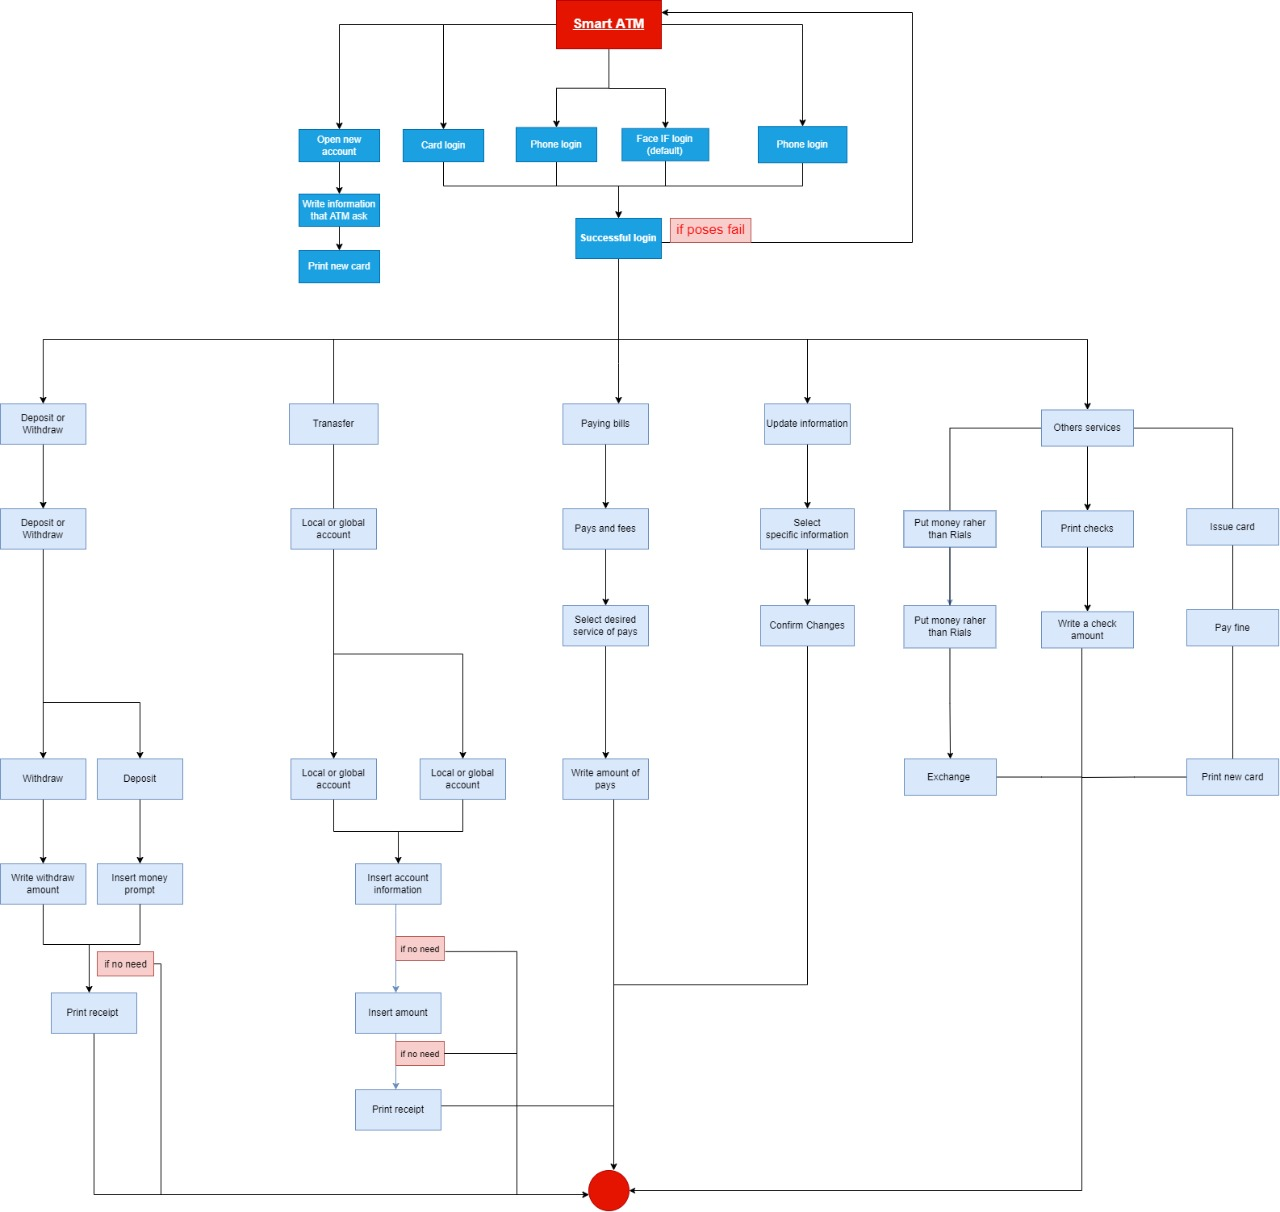 Smart ATM
Open new
account
Card login
Phone login
Face IF login
(default)
Phone login
Write information
that ATM ask
Print new card
Successful login
if poses fail
Deposit or
Withdraw
Tranasfer
Paying bills
Update information
Others services
Deposit or
Withdraw
Local or global
account
Pays and fees
Select
specific information
Put money raher
than Rials
Print checks
Issue card
Select desired
service of pays
Confirm Changes
Put money raher
than Rials
Write a check
amount
Pay fine
Withdraw
Deposit
Local or global
account
Local or global
account
Write amount of
pays
Exchange
Print new card
Write withdraw
amount
Insert money
prompt
Insert account
information
if no need
if no need
Print receipt
Insert amount
if no need
Print receipt